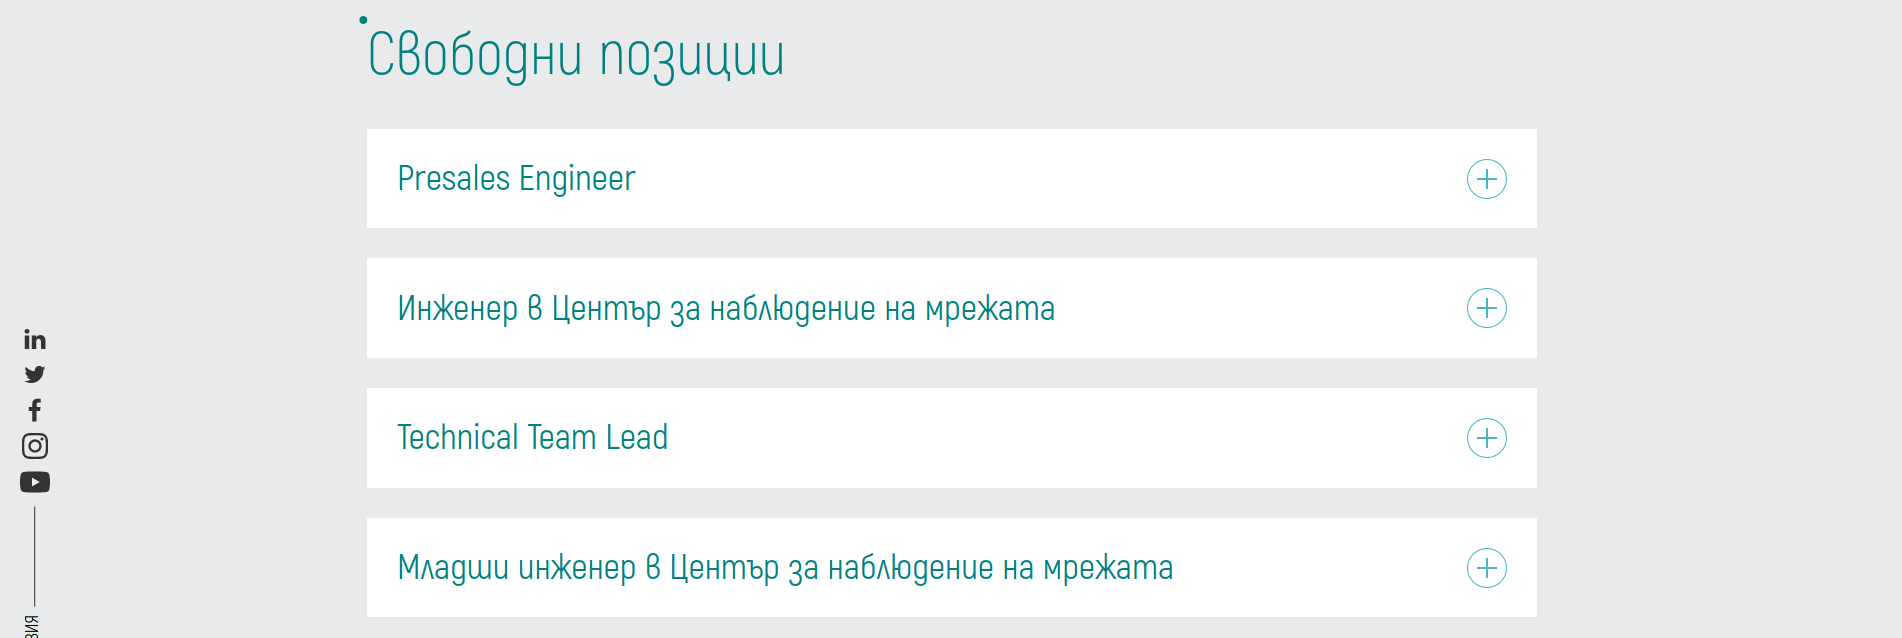 Свободни позиции
Presales Engineer
Инженер в Център за наблюдение на мрежата
Technical Team Lead
Младши инженер в Център за наблюдение на мрежата